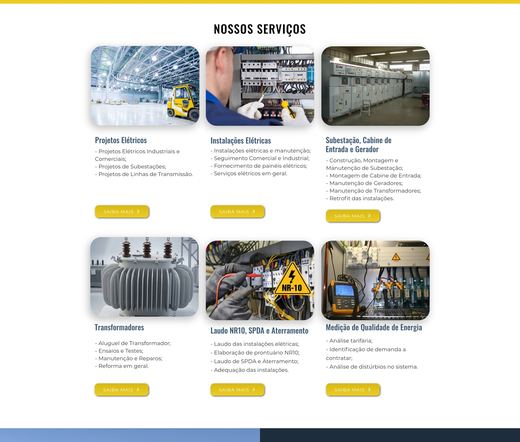 NOSSOS SERVIÇOS
Projetos Elétricos
- Projetos Elétricos Industriais e
Comerciais;
- Projetos de Subestações;
- Projetos de Linhas de Transmissão.
SAIBA MAIS
Instalações Elétricas
- Instalações elétricas e manutenção;
- Seguimento Comercial e Industrial;
- Fornecimento de painéis elétricos;
- Serviços elétricos em geral.
SAIBA MAIS
Subestação, Cabine de
Entrada e Gerador
- Construção, Montagem e
Manutenção de Subestação;
- Montagem de Cabine de Entrada;
- Manutenção de Geradores;
- Manutenção de Transformadores;
- Retrofit das instalações.
SAIBA MAIS
Transformadores
- Aluguel de Transformador;
- Ensaios e Testes;
- Manutenção e Reparos;
- Reforma em geral.
SAIBA MAIS
NR-10
Laudo NR10, SPDA e Aterramento
- Laudo das instalações elétricas;
- Elaboração de prontuário NR10;
- Laudo de SPDA e Aterramento;
- Adequação das instalações.
SAIBA MAIS
Medição de Qualidade de Energia
- Análise tarifaria;
- Identificação de demanda a
contratar;
- Análise de distúrbios no sistema.
SAIBA MAIS